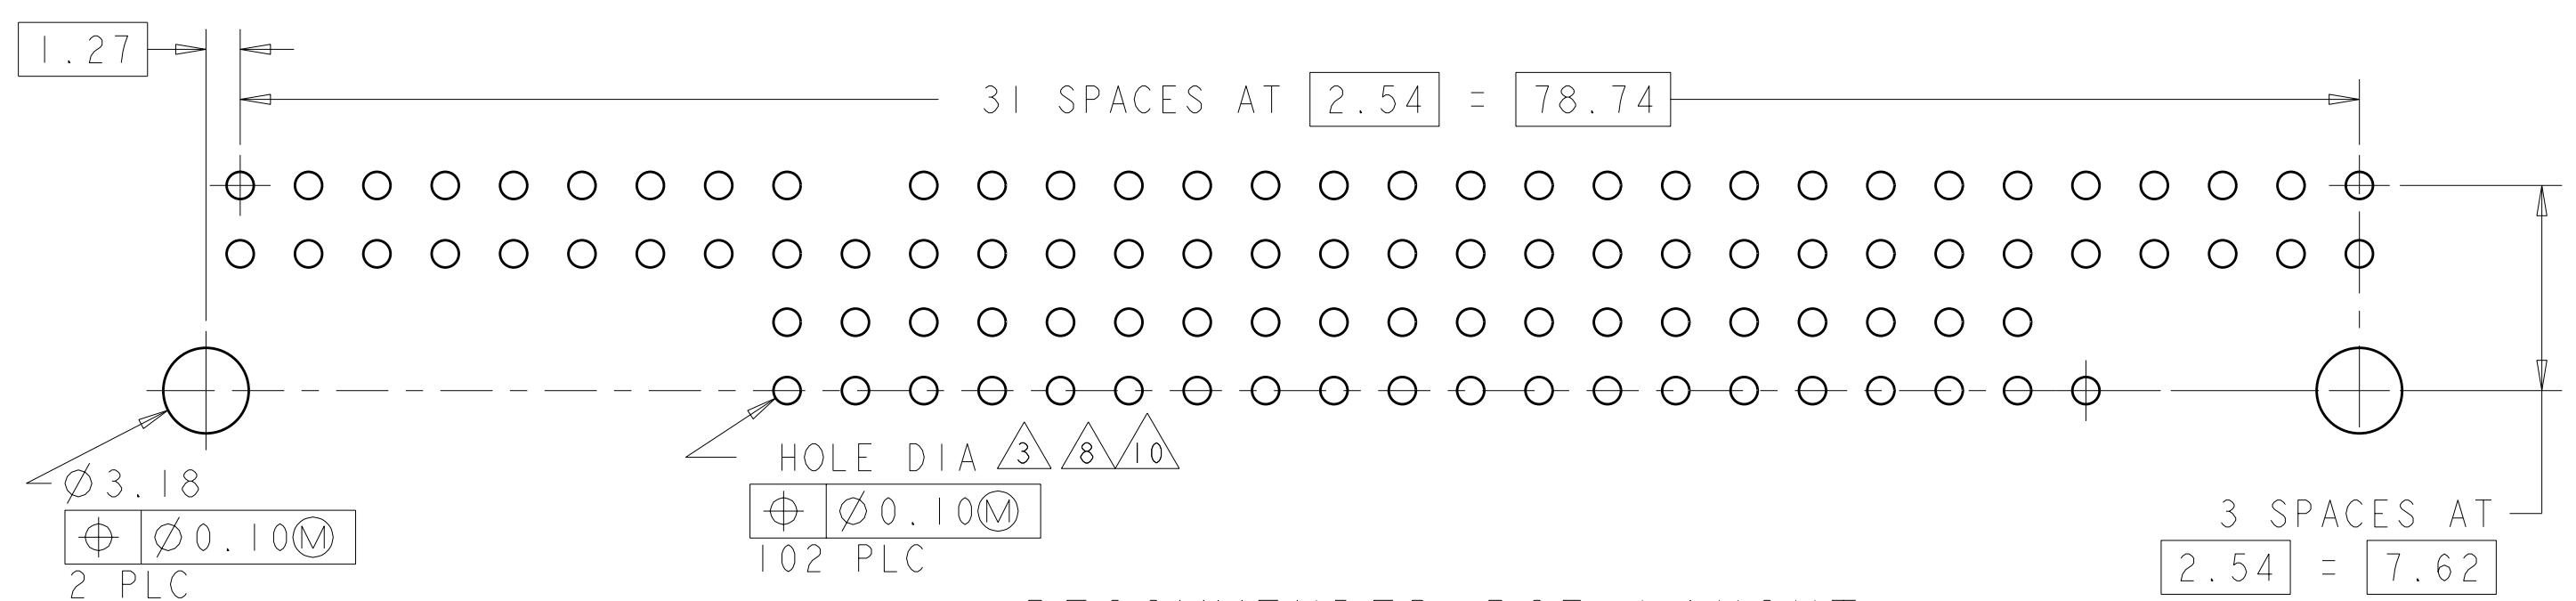 1.27
31 SPACES AT 2.54 = 78.74
HOLE DIA 3 8 10
⌖ Ø0.10Ⓜ
102 PLC
Ø3.18
⌖ Ø0.10Ⓜ
2 PLC
3 SPACES AT
2.54 = 7.62